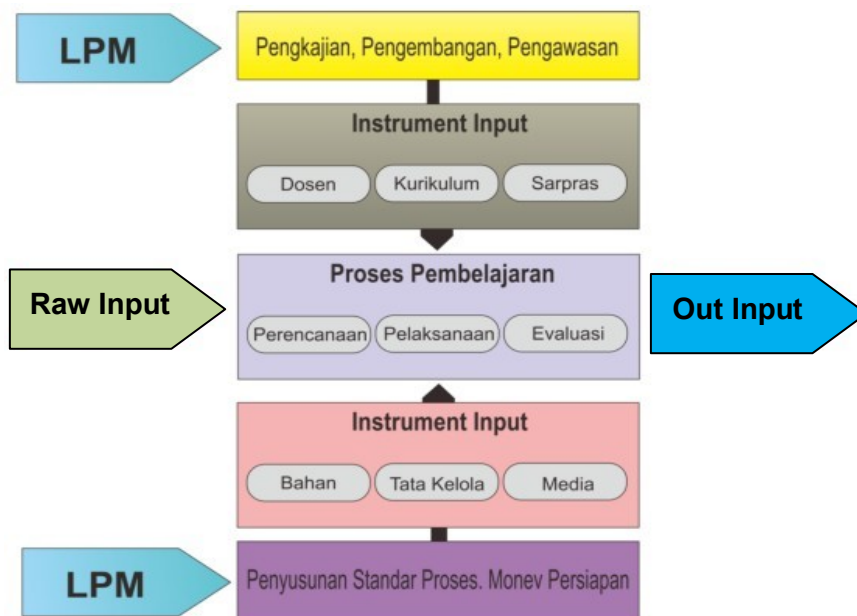 LPM
Pengkajian, Pengembangan, Pengawasan
Instrument Input
Dosen
Kurikulum
Sarpras
Raw Input
Proses Pembelajaran
Perencanaan
Pelaksanaan
Evaluasi
Out Input
Instrument Input
Bahan
Tata Kelola
Media
LPM
Penyusunan Standar Proses. Monev Persiapan